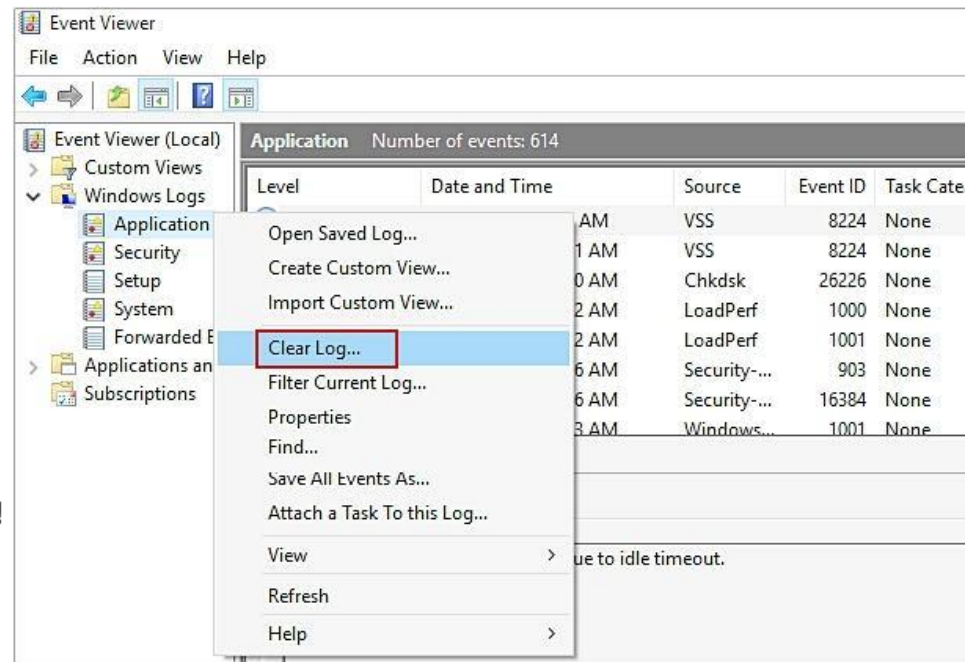 Event Viewer
File Action View Help
Event Viewer (Local)
Custom Views
Windows Logs
Application
Security
Setup
System
Forwarded E
Applications an
Subscriptions
Application Number of events: 614
Level Date and Time Source Event ID Task Cate
AM VSS 8224 None
1 AM VSS 8224 None
0 AM Chkdsk 26226 None
2 AM LoadPerf 1000 None
2 AM LoadPerf 1001 None
6 AM Security-... 903 None
6 AM Security-... 16384 None
3 AM Windows... 1001 None
Open Saved Log...
Create Custom View...
Import Custom View...
Clear Log...
Filter Current Log...
Properties
Find...
Save All Events As...
Attach a Task To this Log...
View
Refresh
Help
ue to idle timeout.
!